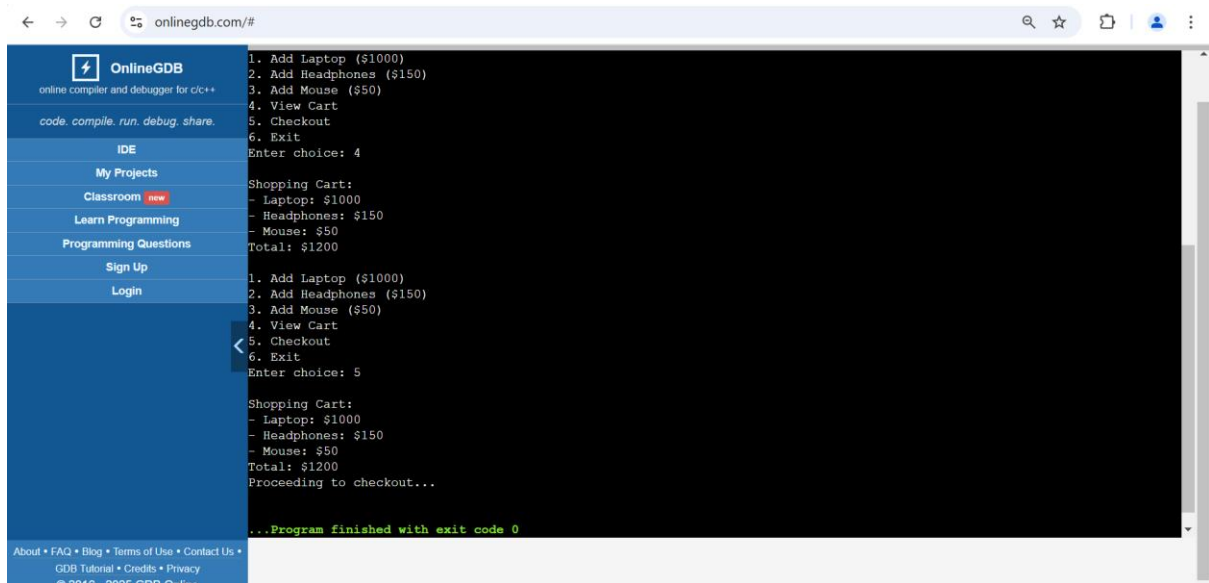 onlinegdb.com/#
OnlineGDB
online compiler and debugger for c/c++
code. compile. run. debug. share.
IDE
My Projects
Classroom new
Learn Programming
Programming Questions
Sign Up
Login
About • FAQ • Blog • Terms of Use • Contact Us •
GDB Tutorial • Credits • Privacy
© 2016 - 2025 GDB Online
1. Add Laptop ($1000)
2. Add Headphones ($150)
3. Add Mouse ($50)
4. View Cart
5. Checkout
6. Exit
Enter choice: 4
Shopping Cart:
- Laptop: $1000
- Headphones: $150
- Mouse: $50
Total: $1200
1. Add Laptop ($1000)
2. Add Headphones ($150)
3. Add Mouse ($50)
4. View Cart
5. Checkout
6. Exit
Enter choice: 5
Shopping Cart:
- Laptop: $1000
- Headphones: $150
- Mouse: $50
Total: $1200
Proceeding to checkout...
...Program finished with exit code 0